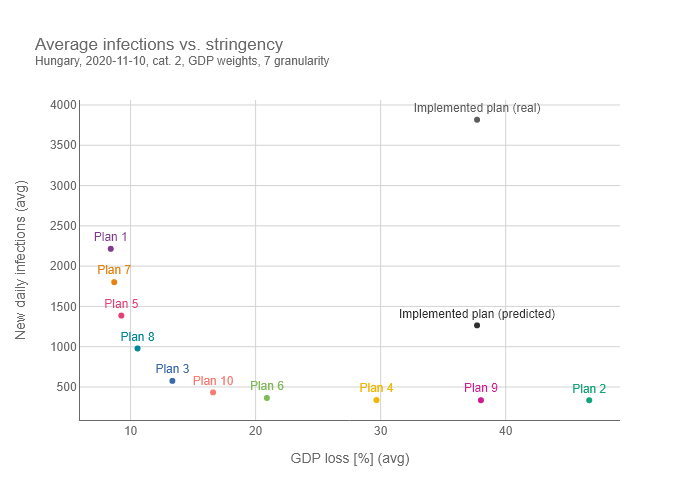 Average infections vs. stringency
Hungary, 2020-11-10, cat. 2, GDP weights, 7 granularity
4000
Implemented plan (real)
3500
3000
2500
Plan 1
2000
Plan 7
1500
Plan 5
Implemented plan (predicted)
1000
Plan 8
Plan 3
500
Plan 10
Plan 6
Plan 4
Plan 9
Plan 2
New daily infections (avg)
10
20
30
40
GDP loss [%] (avg)